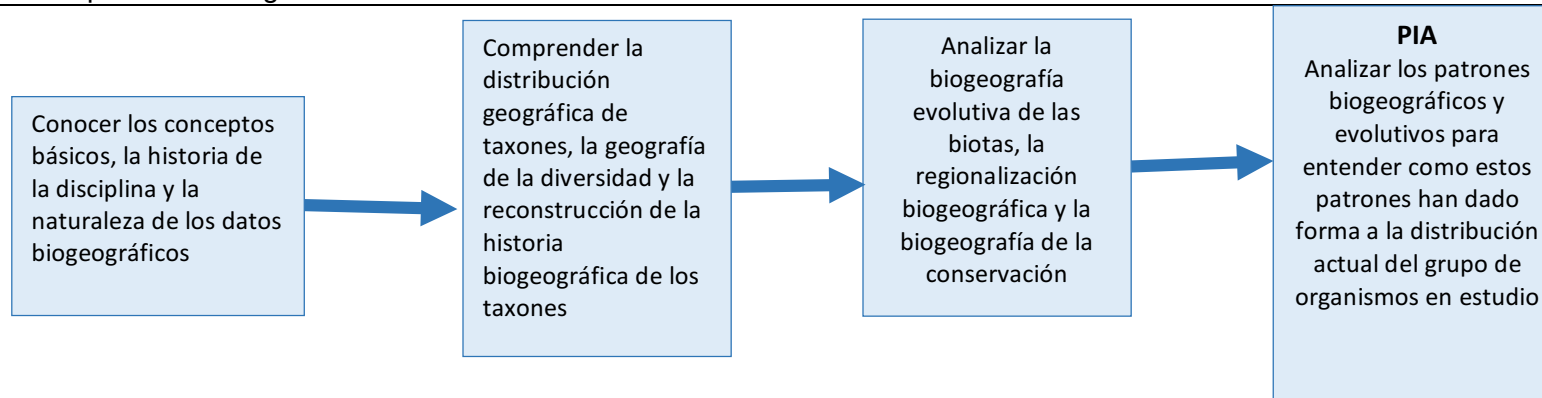 Conocer los conceptos
básicos, la historia de
la disciplina y la
naturaleza de los datos
biogeográficos
Comprender la
distribución
geográfica de
taxones, la geografía
de la diversidad y la
reconstrucción de la
historia
biogeográfica de los
taxones
Analizar la
biogeografía
evolutiva de las
biotas, la
regionalización
biogeográfica y la
biogeografía de la
conservación
PIA
Analizar los patrones
biogeográficos y
evolutivos para
entender como estos
patrones han dado
forma a la distribución
actual del grupo de
organismos en estudio